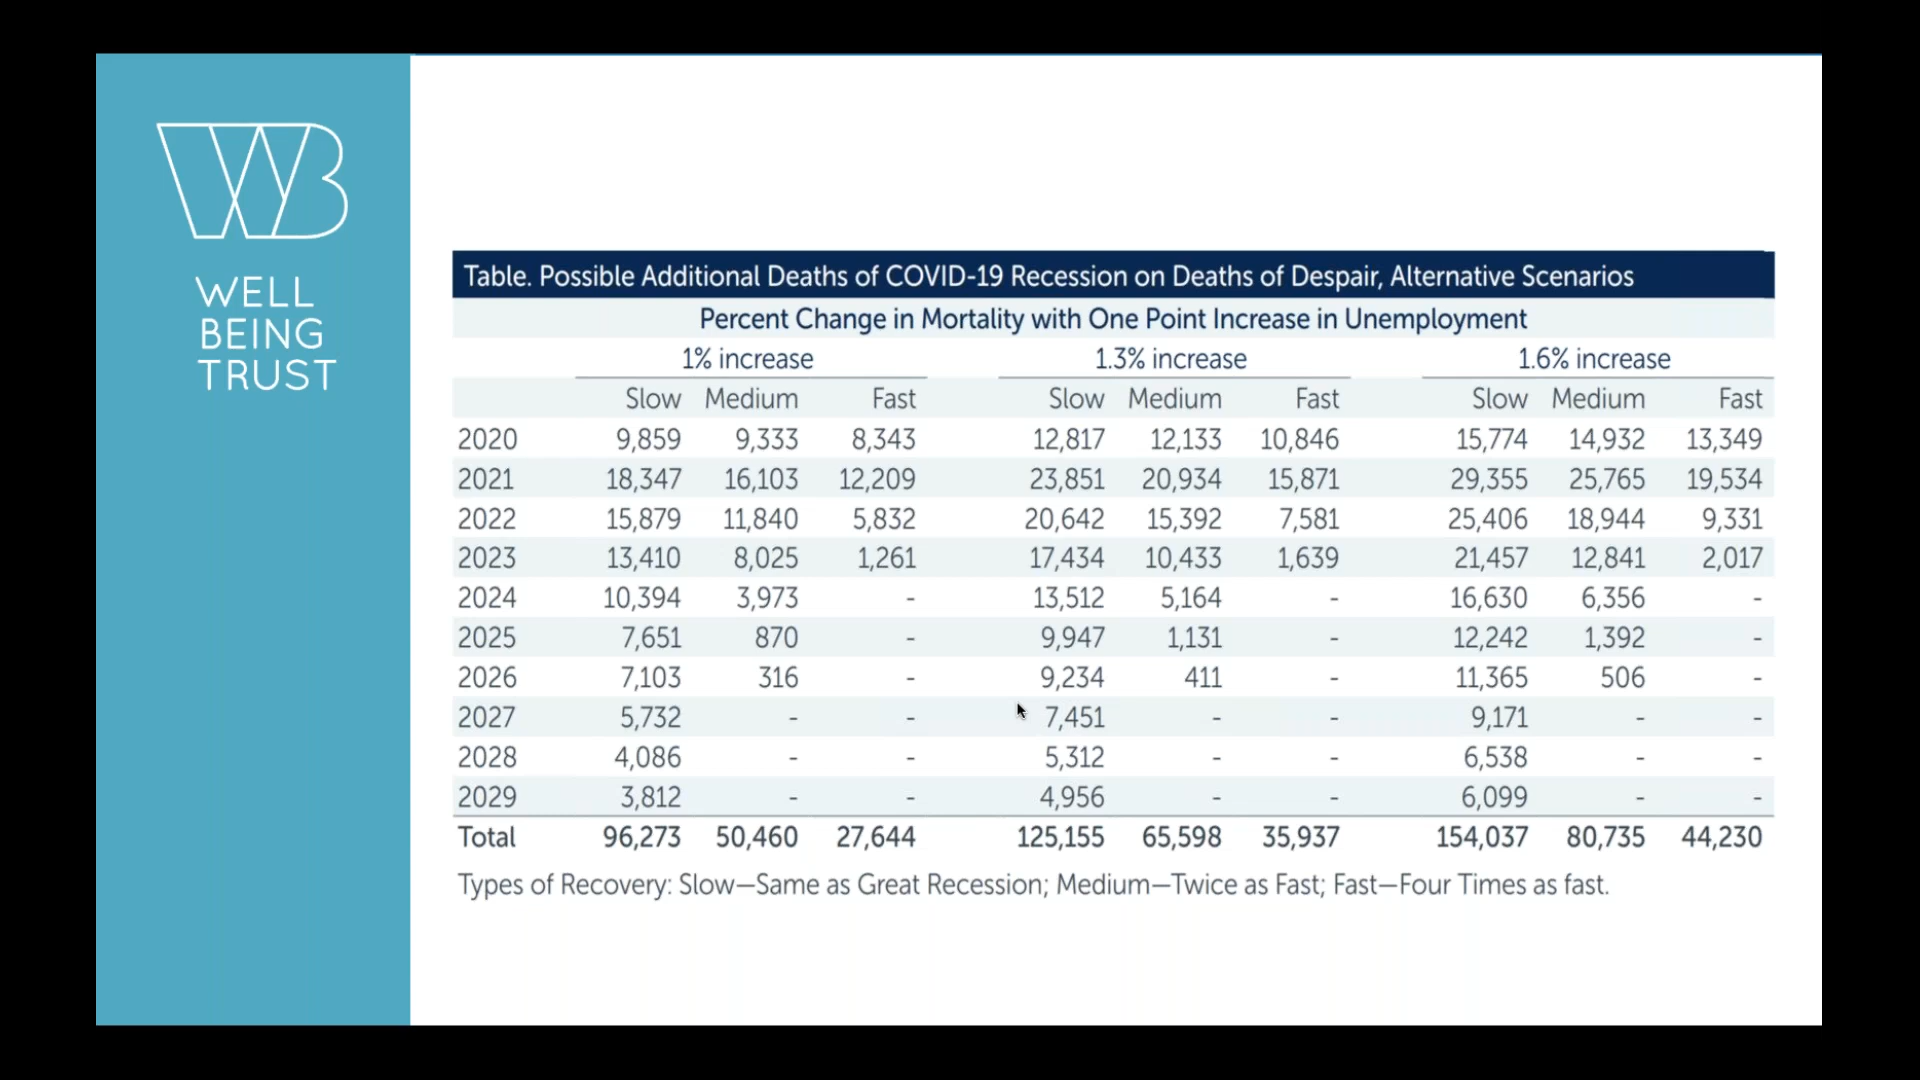 WB
WELL
BEING
TRUST
Table. Possible Additional Deaths of COVID-19 Recession on Deaths of Despair, Alternative Scenarios
Percent Change in Mortality with One Point Increase in Unemployment
1% increase 1.3% increase 1.6% increase
Slow Medium Fast Slow Medium Fast Slow Medium Fast
2020 9,859 9,333 8,343 12,817 12,133 10,846 15,774 14,932 13,349
2021 18,347 16,103 12,209 23,851 20,934 15,871 29,355 25,765 19,534
2022 15,879 11,840 5,832 20,642 15,392 7,581 25,406 18,944 9,331
2023 13,410 8,025 1,261 17,434 10,433 1,639 21,457 12,841 2,017
2024 10,394 3,973 - 13,512 5,164 - 16,630 6,356 -
2025 7,651 870 - 9,947 1,131 - 12,242 1,392 -
2026 7,103 316 - 9,234 411 - 11,365 506 -
2027 5,732 - - 7,451 - - 9,171 - -
2028 4,086 - - 5,312 - - 6,538 - -
2029 3,812 - - 4,956 - - 6,099 - -
Total 96,273 50,460 27,644 125,155 65,598 35,937 154,037 80,735 44,230
Types of Recovery: Slow—Same as Great Recession; Medium—Twice as Fast; Fast—Four Times as fast.